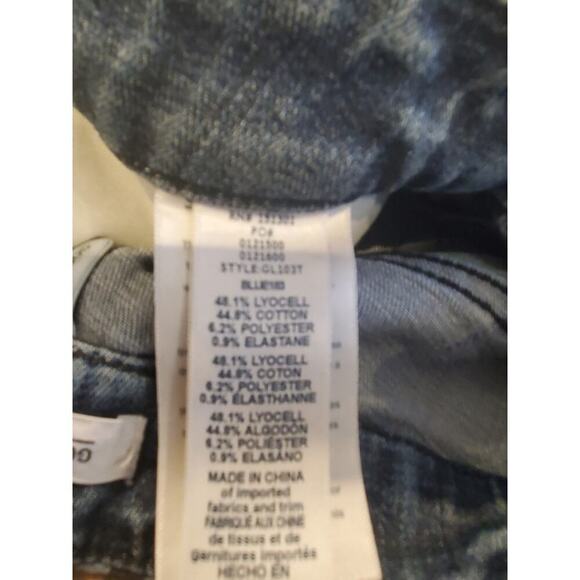 RN# 151301
PO#
0121500
0121600
STYLE:GL103T
BLUE183
48.1% LYOCELL
44.8% COTTON
6.2% POLYESTER
0.9% ELASTANE
48.1% LYOCELL
44.8% COTON
6.2% POLYESTER
0.9% ÉLASTHANNE
48.1% LYOCELL
44.8% ALGODÓN
6.2% POLIÉSTER
0.9% ELASANO
MADE IN CHINA
of imported
fabrics and trim
FABRIQUÉ AUX CHINE
de tissus et de
garnitures importés
HECHO EN